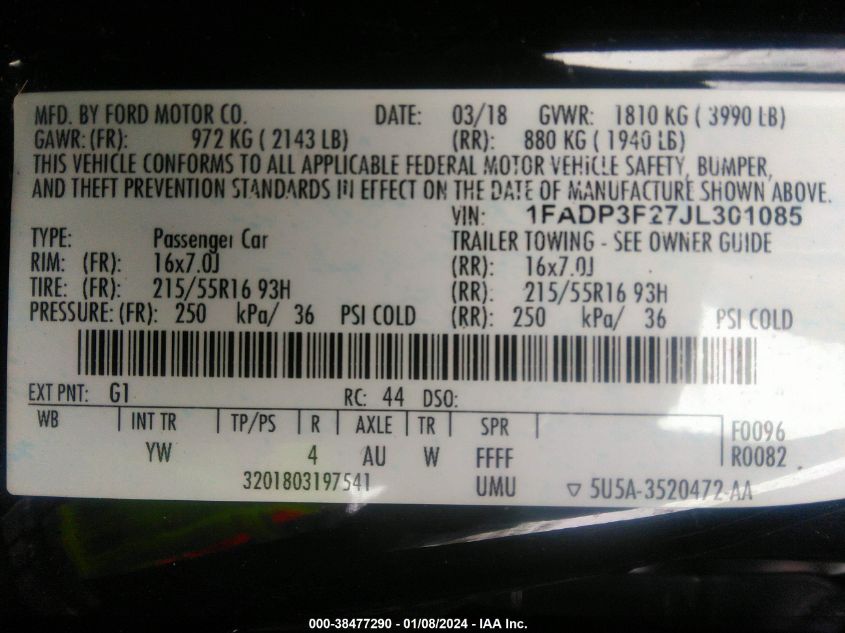 MFD. BY FORD MOTOR CO. DATE: 03/18 GVWR: 1810 KG ( 3990 LB)
GAWR: (FR): 972 KG ( 2143 LB) (RR): 880 KG ( 1940 LB)
THIS VEHICLE CONFORMS TO ALL APPLICABLE FEDERAL MOTOR VEHICLE SAFETY, BUMPER,
AND THEFT PREVENTION STANDARDS IN EFFECT ON THE DATE OF MANUFACTURE SHOWN ABOVE.
VIN: 1FADP3F27JL301085
TYPE: Passenger Car TRAILER TOWING - SEE OWNER GUIDE
RIM: (FR): 16x7.0J (RR): 16x7.0J
TIRE: (FR): 215/55R16 93H (RR): 215/55R16 93H
PRESSURE: (FR): 250 kPa/ 36 PSI COLD (RR): 250 kPa/ 36 PSI COLD
EXT PNT: G1 RC: 44 DSO:
WB INT TR TP/PS R AXLE TR SPR F0096
YW 4 AU W FFFF R0082
3201803197541 UMU ▽ 5U5A-3520472-AA
000-38477290 - 01/08/2024 - IAA Inc.